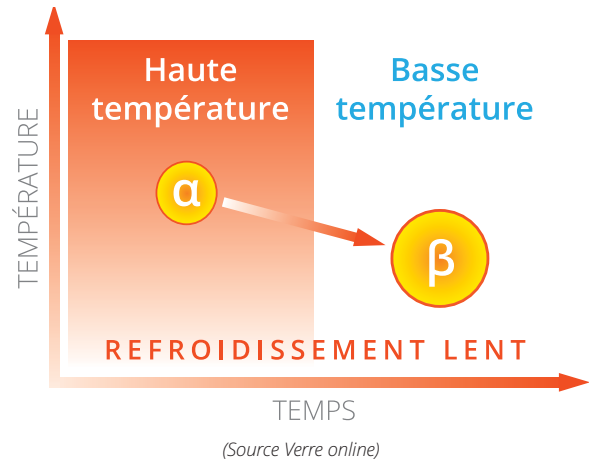 Haute
température
Basse
température
TEMPÉRATURE
α
β
REFROIDISSEMENT LENT
TEMPS
(Source Verre online)